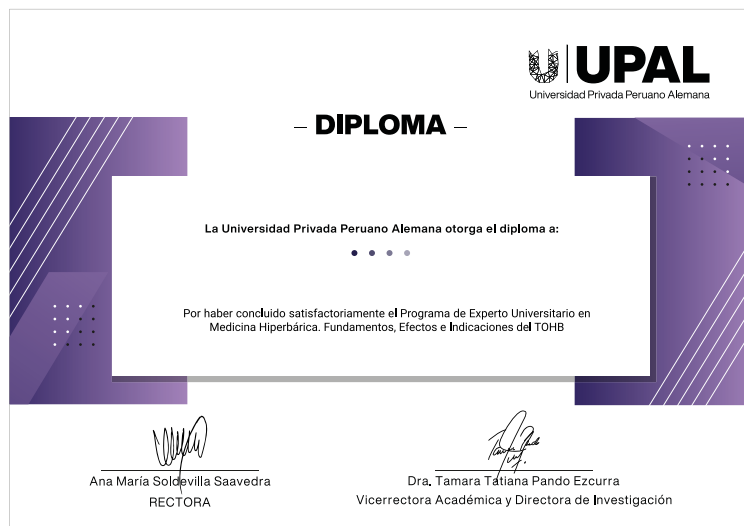 UPAL
Universidad Privada Peruano Alemana
– DIPLOMA –
La Universidad Privada Peruano Alemana otorga el diploma a:
Por haber concluido satisfactoriamente el Programa de Experto Universitario en
Medicina Hiperbárica. Fundamentos, Efectos e Indicaciones del TOHB
Ana María Soldevilla Saavedra
RECTORA
Dra. Tamara Tatiana Pando Ezcurra
Vicerrectora Académica y Directora de Investigación